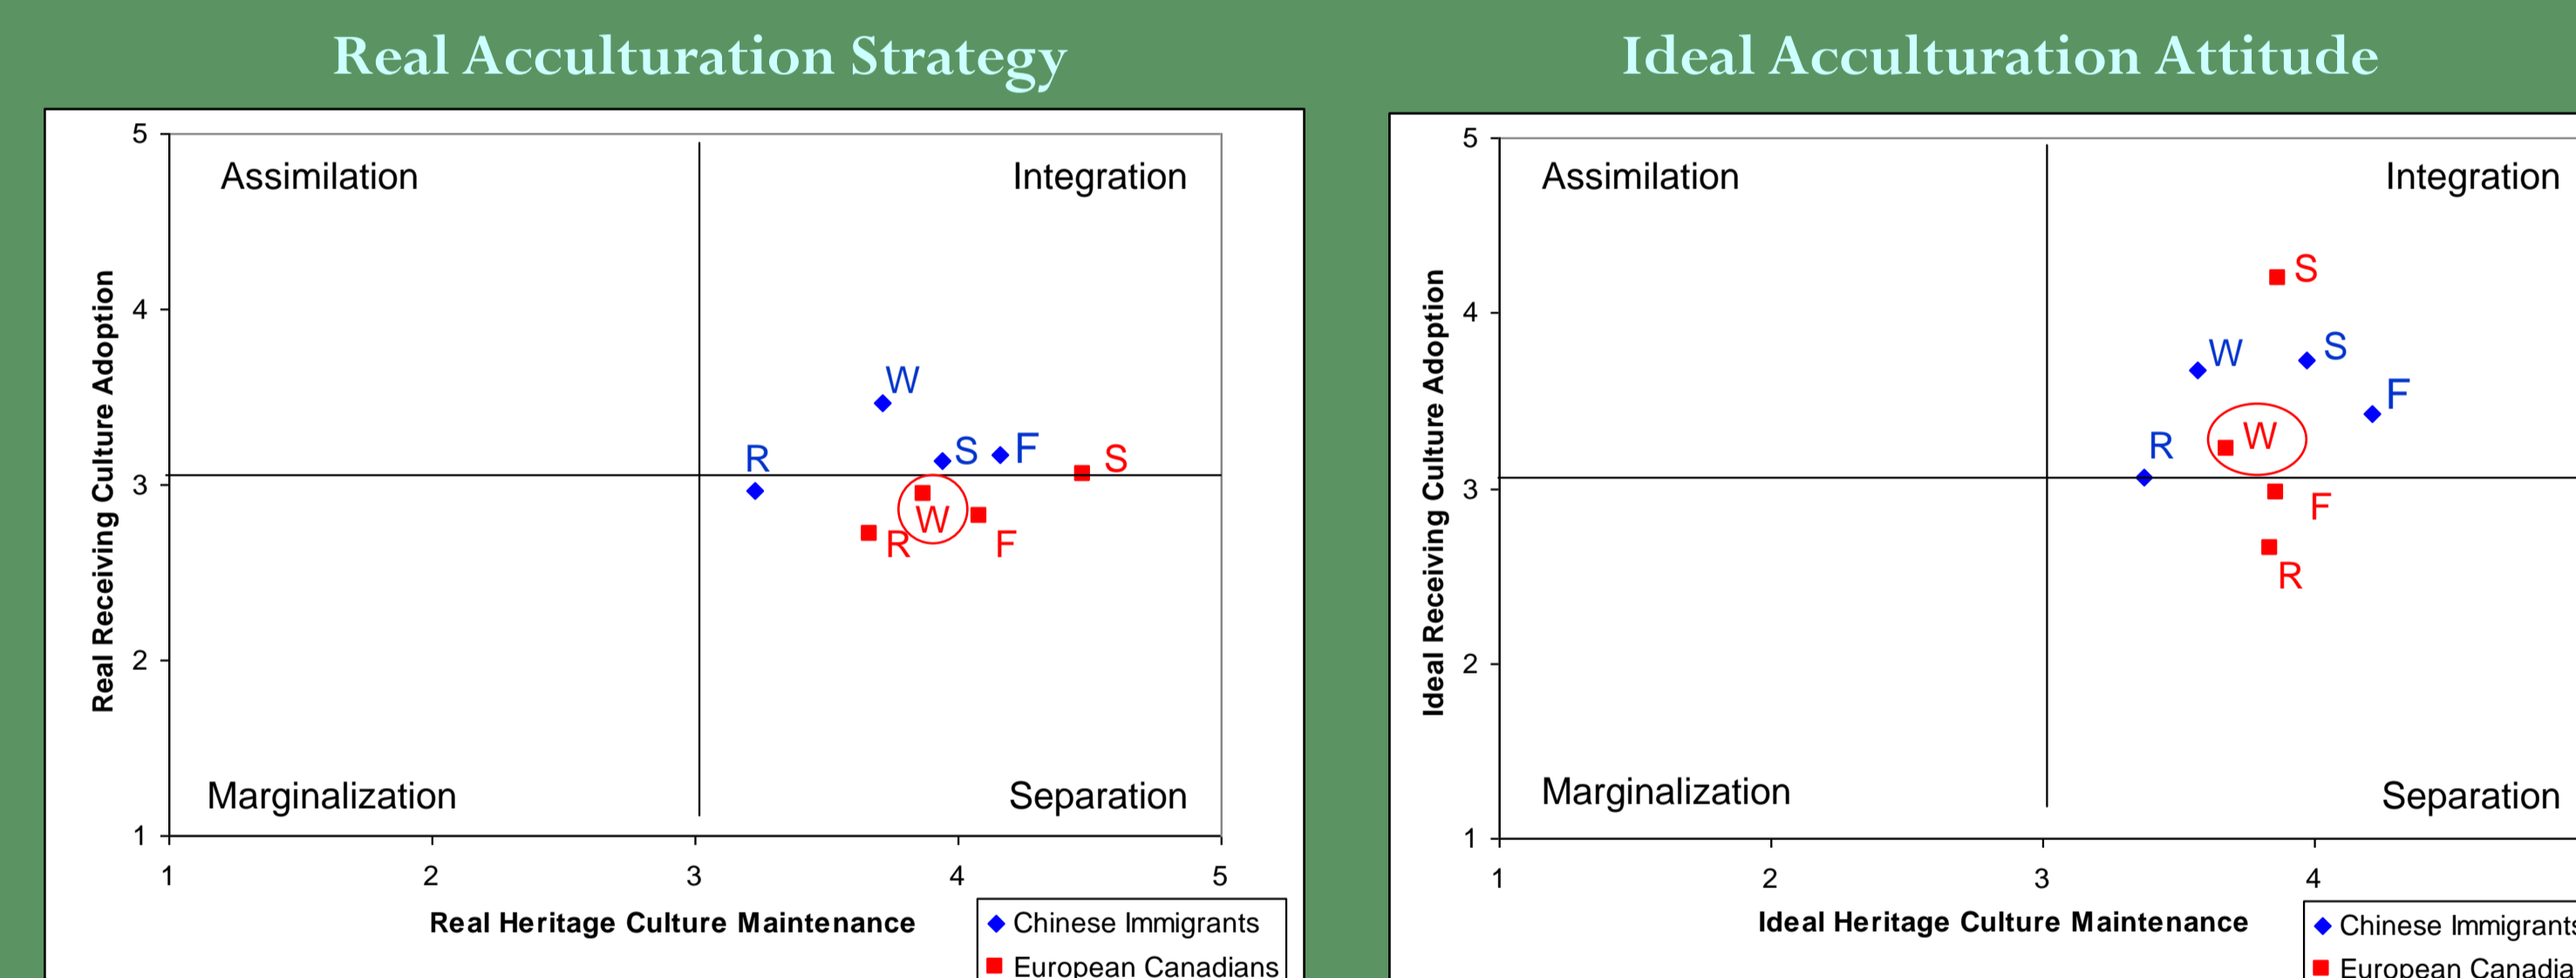 Real Acculturation Strategy
5
Assimilation
Integration
4
W
R
S
F
S
3
W
R
F
2
Marginalization
Separation
1
1
2
3
4
5
Real Receiving Culture Adoption
Real Heritage Culture Maintenance
Chinese Immigrants
European Canadians
Ideal Acculturation Attitude
5
Assimilation
Integration
S
4
W
S
F
W
R
3
F
R
2
Marginalization
Separation
1
1
2
3
4
Ideal Receiving Culture Adoption
Ideal Heritage Culture Maintenance
Chinese Immigrants
European Canadia